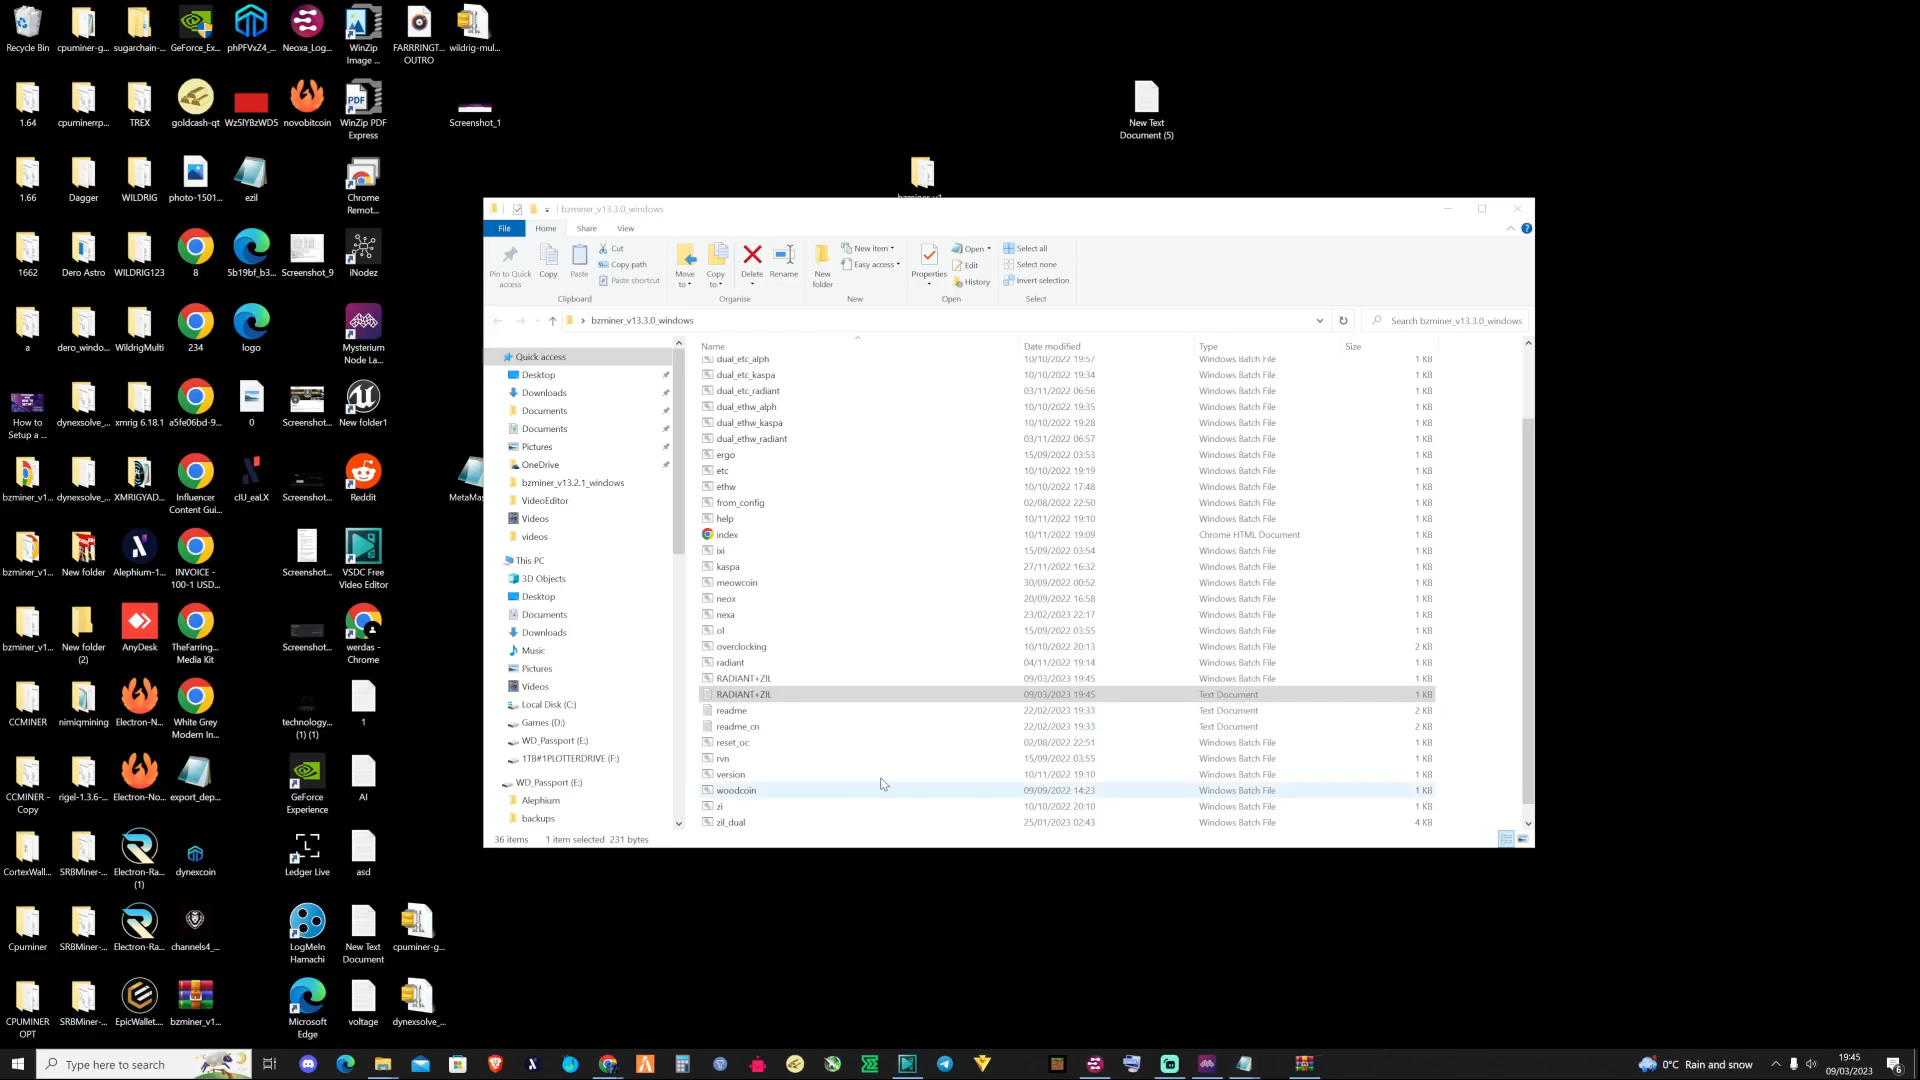 Recycle Bin
cpuminer-g...
sugarchain-...
GeForce_Ex...
phPFVxZ4_...
Neoxa_Log...
WinZip
Image ...
FARRRINGT...
OUTRO
wildrig-mul...
1.64
cpuminerrp...
TREX
goldcash-qt
Wz5lYBzWD5
novobitcoin
WinZip PDF
Express
Screenshot_1
New Text
Document (5)
1.66
Dagger
WILDRIG
photo-1501...
ezil
Chrome
Remot...
1662
Dero Astro
WILDRIG123
8
5b19bf_b3...
Screenshot_9
iNodez
a
dero_windo...
WildrigMulti
234
logo
Mysterium
Node La...
How to
Setup a ...
dynexsolve_...
xmrig 6.18.1
a5fe06bd-9...
0
Screenshot...
New folder1
bzminer_v1...
dynexsolve_...
XMRIGYAD...
Influencer
Content Gui...
cIU_eaLX
Screenshot...
Reddit
MetaMas
bzminer_v1...
New folder
Alephium-1...
INVOICE -
100-1 USD...
Screenshot...
VSDC Free
Video Editor
bzminer_v1...
New folder
(2)
AnyDesk
TheFarring...
Media Kit
Screenshot...
werdas -
Chrome
CCMINER
nimiqmining
Electron-N...
White Grey
Modern In...
technology...
(1) (1)
1
CCMINER -
Copy
rigel-1.3.6-...
Electron-No...
export_dep...
GeForce
Experience
AI
CortexWall...
SRBMiner-...
Electron-Ra...
(1)
dynexcoin
Ledger Live
asd
Cpuminer
SRBMiner-...
Electron-Ra...
channels4_...
LogMeIn
Hamachi
New Text
Document
cpuminer-g...
CPUMINER
OPT
SRBMiner-...
EpicWallet....
bzminer_v1...
Microsoft
Edge
voltage
dynexsolve_...
bzminer_v13.3.0_windows
File
Home
Share
View
Pin to Quick
access
Copy
Paste
Cut
Copy path
Paste shortcut
Clipboard
Move
to
Copy
to
Delete
Rename
Organise
New
folder
New item
Easy access
New
Properties
Open
Edit
History
Open
Select all
Select none
Invert selection
Select
bzminer_v13.3.0_windows
Search bzminer_v13.3.0_windows
Quick access
Desktop
Downloads
Documents
Documents
Pictures
OneDrive
bzminer_v13.2.1_windows
VideoEditor
Videos
videos
This PC
3D Objects
Desktop
Documents
Downloads
Music
Pictures
Videos
Local Disk (C:)
Games (D:)
WD_Passport (E:)
1TB#1PLOTTERDRIVE (F:)
WD_Passport (E:)
Alephium
backups
Name Date modified Type Size
dual_etc_alph 10/10/2022 19:57 Windows Batch File 1 KB
dual_etc_kaspa 10/10/2022 19:34 Windows Batch File 1 KB
dual_etc_radiant 03/11/2022 06:56 Windows Batch File 1 KB
dual_ethw_alph 10/10/2022 19:35 Windows Batch File 1 KB
dual_ethw_kaspa 10/10/2022 19:28 Windows Batch File 1 KB
dual_ethw_radiant 03/11/2022 06:57 Windows Batch File 1 KB
ergo 15/09/2022 03:53 Windows Batch File 1 KB
etc 10/10/2022 19:19 Windows Batch File 1 KB
ethw 10/10/2022 17:48 Windows Batch File 1 KB
from_config 02/08/2022 22:50 Windows Batch File 1 KB
help 10/11/2022 19:10 Windows Batch File 1 KB
index 10/11/2022 19:09 Chrome HTML Document 1 KB
ixi 15/09/2022 03:54 Windows Batch File 1 KB
kaspa 27/11/2022 16:32 Windows Batch File 1 KB
meowcoin 30/09/2022 00:52 Windows Batch File 1 KB
neox 20/09/2022 16:58 Windows Batch File 1 KB
nexa 23/02/2023 22:17 Windows Batch File 1 KB
ol 15/09/2022 03:55 Windows Batch File 1 KB
overclocking 10/10/2022 20:13 Windows Batch File 2 KB
radiant 04/11/2022 19:14 Windows Batch File 1 KB
RADIANT+ZIL 09/03/2023 19:45 Windows Batch File 1 KB
RADIANT+ZIL 09/03/2023 19:45 Text Document 1 KB
readme 22/02/2023 19:33 Text Document 2 KB
readme_cn 22/02/2023 19:33 Text Document 2 KB
reset_oc 02/08/2022 22:51 Windows Batch File 1 KB
rvn 15/09/2022 03:55 Windows Batch File 1 KB
version 10/11/2022 19:10 Windows Batch File 1 KB
woodcoin 09/09/2022 14:23 Windows Batch File 1 KB
zi 10/10/2022 20:10 Windows Batch File 1 KB
zil_dual 25/01/2023 02:43 Windows Batch File 4 KB
36 items 1 item selected 231 bytes
Type here to search
0°C Rain and snow
19:45
09/03/2023
6